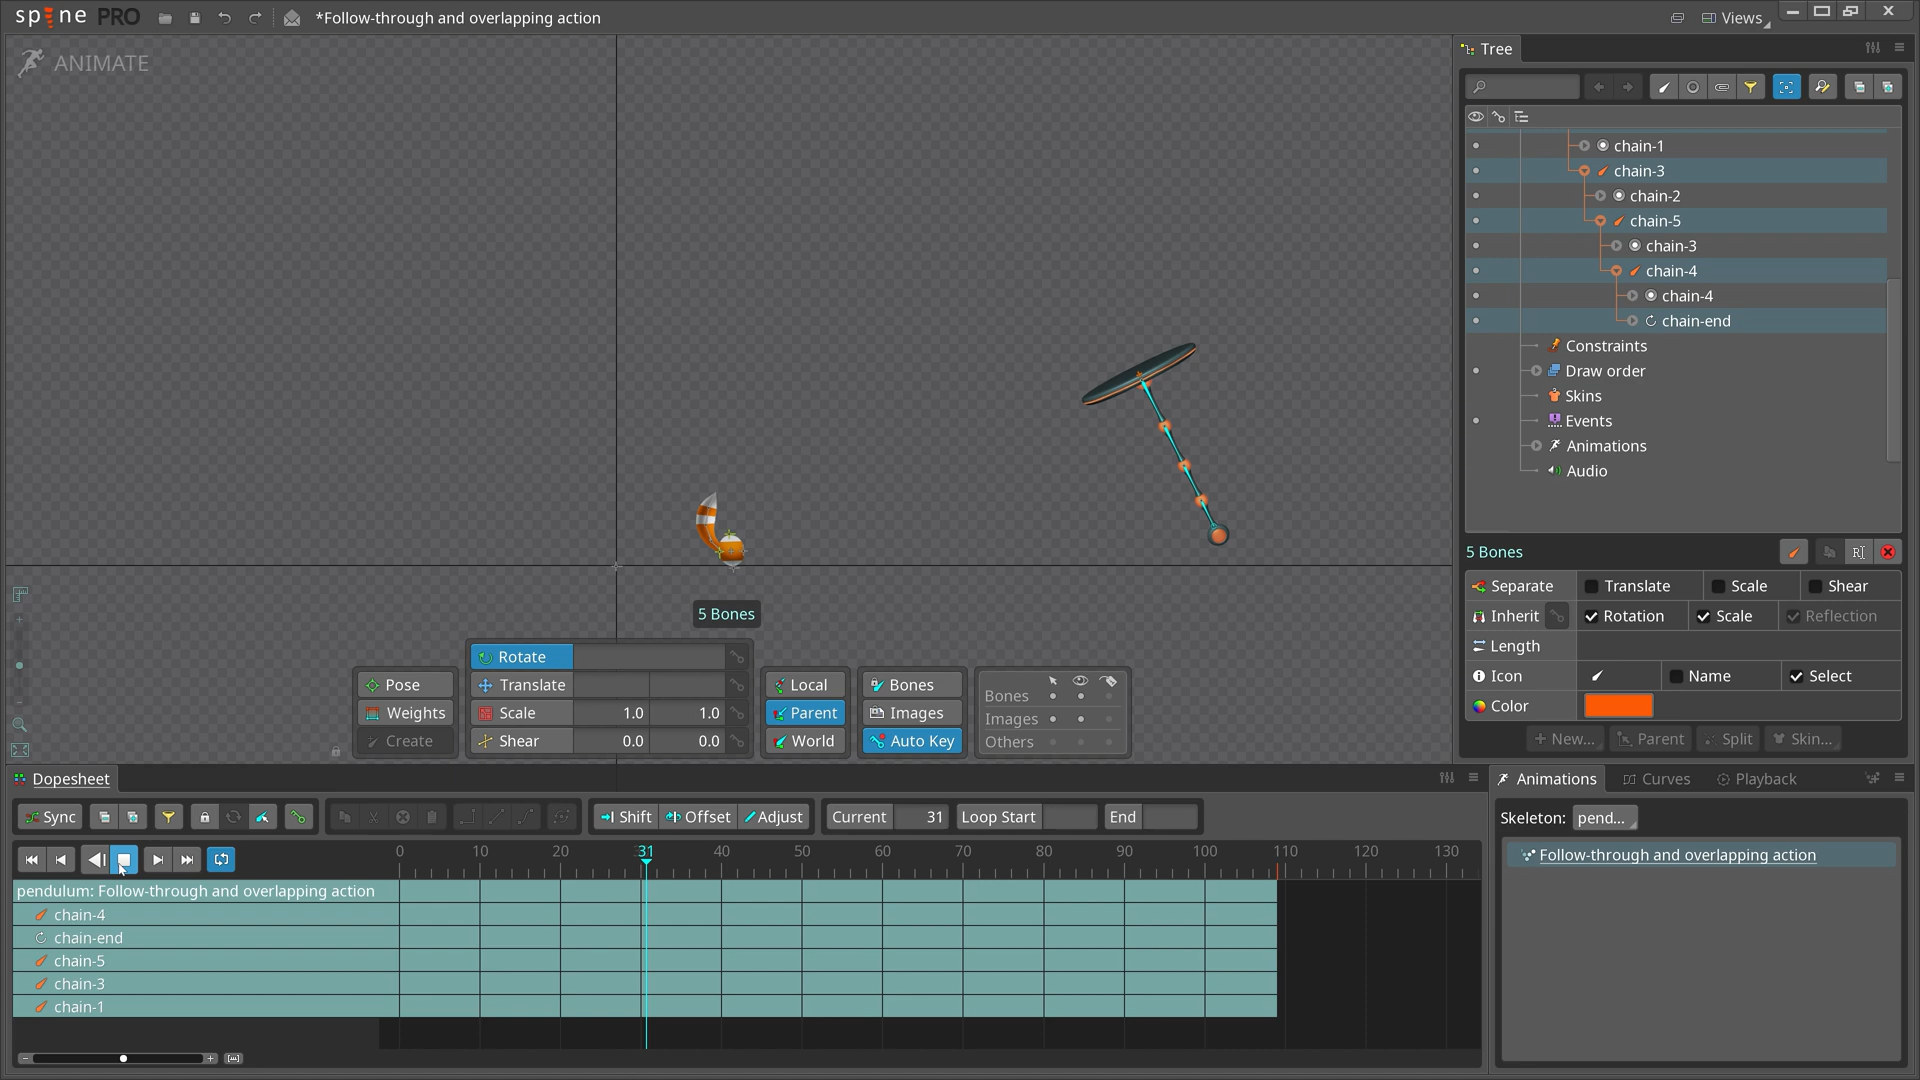 spine PRO
*Follow-through and overlapping action
Views
ANIMATE
Tree
chain-1
chain-3
chain-2
chain-5
chain-3
chain-4
chain-4
chain-end
Constraints
Draw order
Skins
Events
Animations
Audio
5 Bones
Separate Translate Scale Shear
Inherit Rotation Scale Reflection
Length
Icon Name Select
Color
+ New... Parent Split Skin...
5 Bones
Pose
Weights
Create
Rotate
Translate
Scale 1.0 1.0
Shear 0.0 0.0
Local
Parent
World
Bones
Images
Auto Key
Bones
Images
Others
Dopesheet
Sync Shift Offset Adjust Current 31 Loop Start End
0 10 20 31 40 50 60 70 80 90 100 110 120 130
pendulum: Follow-through and overlapping action
chain-4
chain-end
chain-5
chain-3
chain-1
Animations Curves Playback
Skeleton: pend...
Follow-through and overlapping action